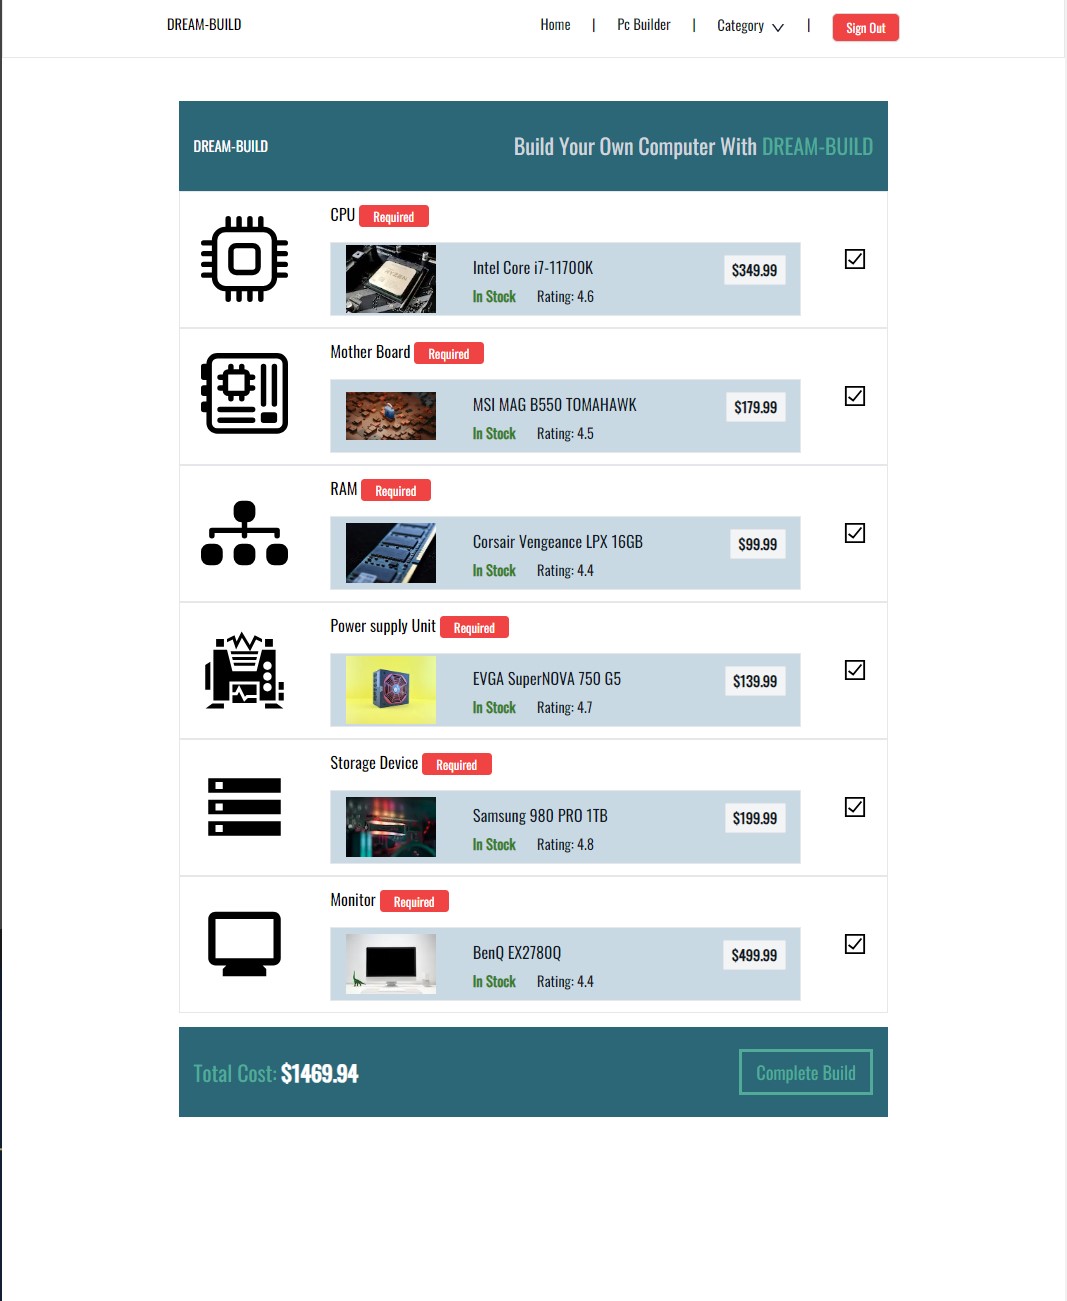 DREAM-BUILD
Home | Pc Builder | Category | Sign Out
DREAM-BUILD
Build Your Own Computer With DREAM-BUILD
CPU Required
RYZEN
Intel Core i7-11700K
$349.99
In Stock Rating: 4.6
Mother Board Required
MSI MAG B550 TOMAHAWK
$179.99
In Stock Rating: 4.5
RAM Required
Corsair Vengeance LPX 16GB
$99.99
In Stock Rating: 4.4
Power supply Unit Required
EVGA SuperNOVA 750 G5
$139.99
In Stock Rating: 4.7
Storage Device Required
Samsung 980 PRO 1TB
$199.99
In Stock Rating: 4.8
Monitor Required
BenQ EX2780Q
$499.99
In Stock Rating: 4.4
Total Cost: $1469.94
Complete Build